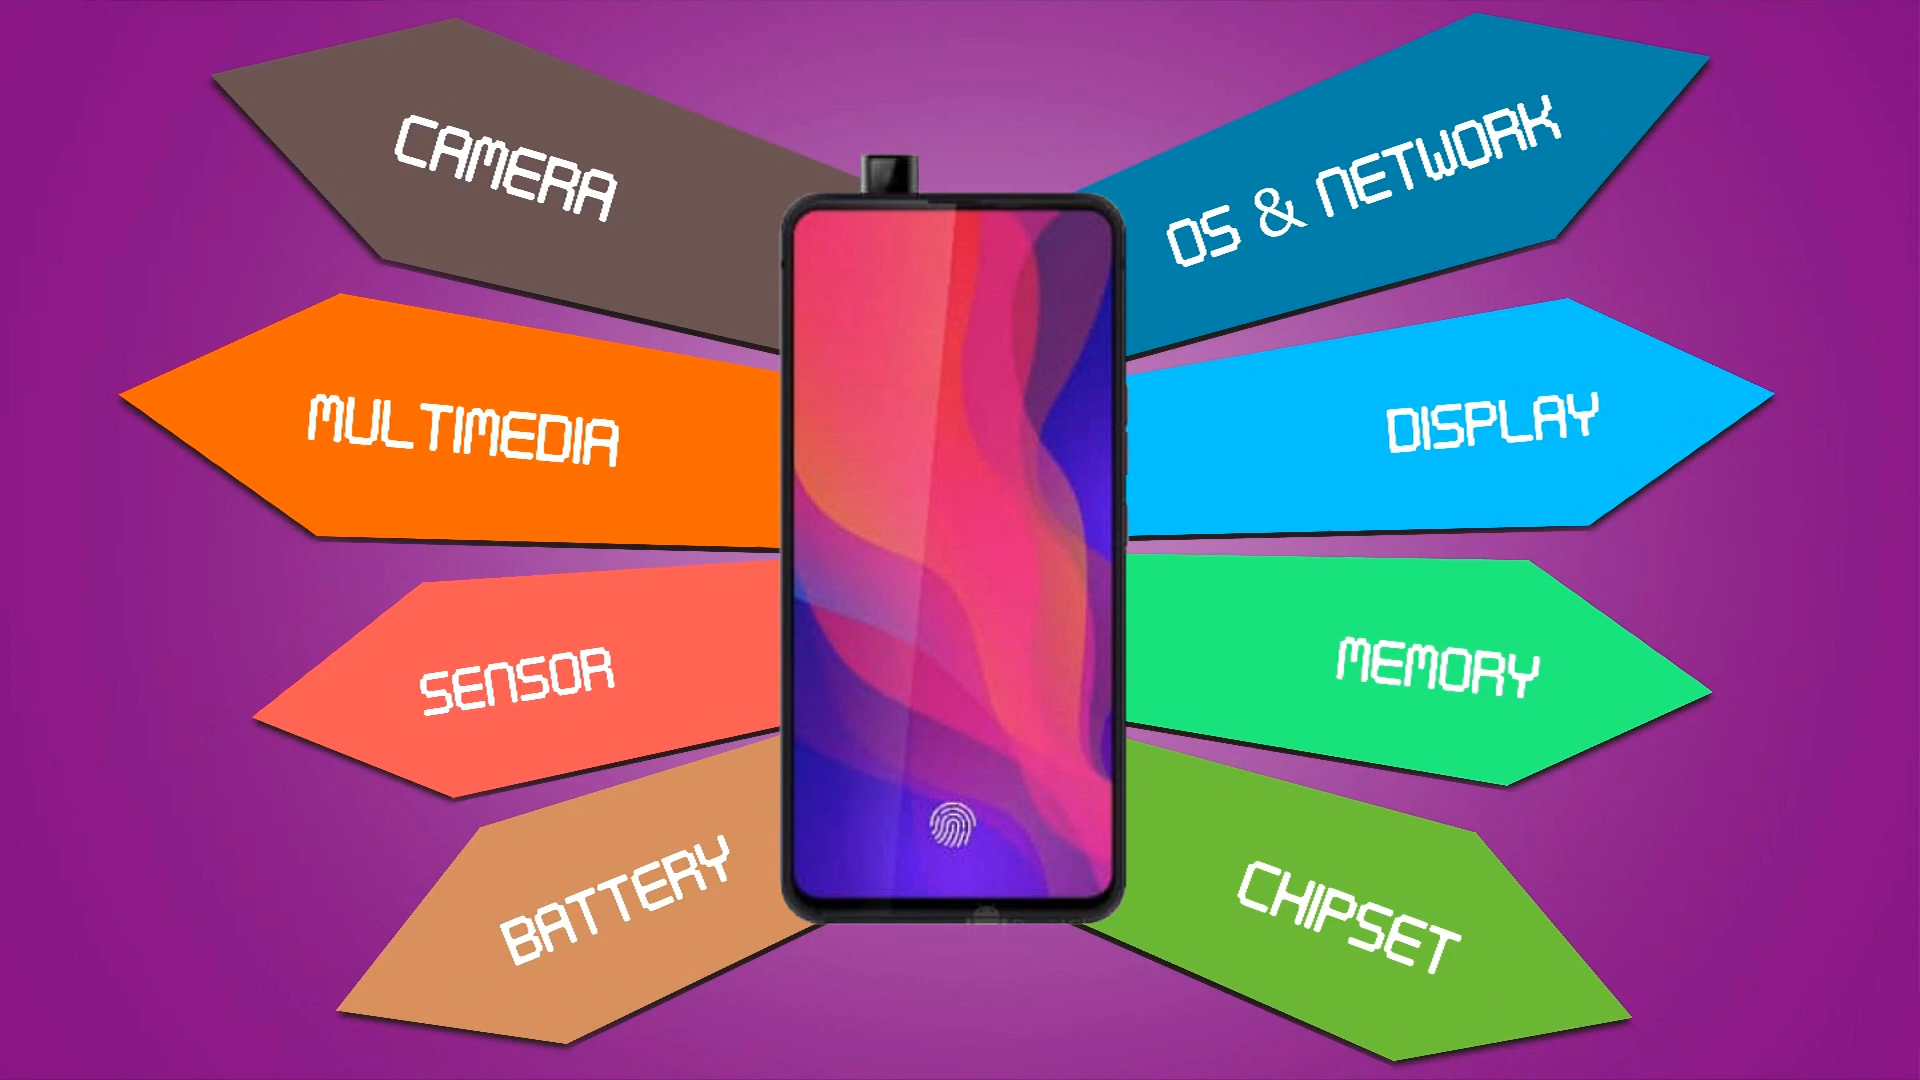 CAMERA
OS & NETWORK
MULTIMEDIA
DISPLAY
SENSOR
MEMORY
BATTERY
CHIPSET